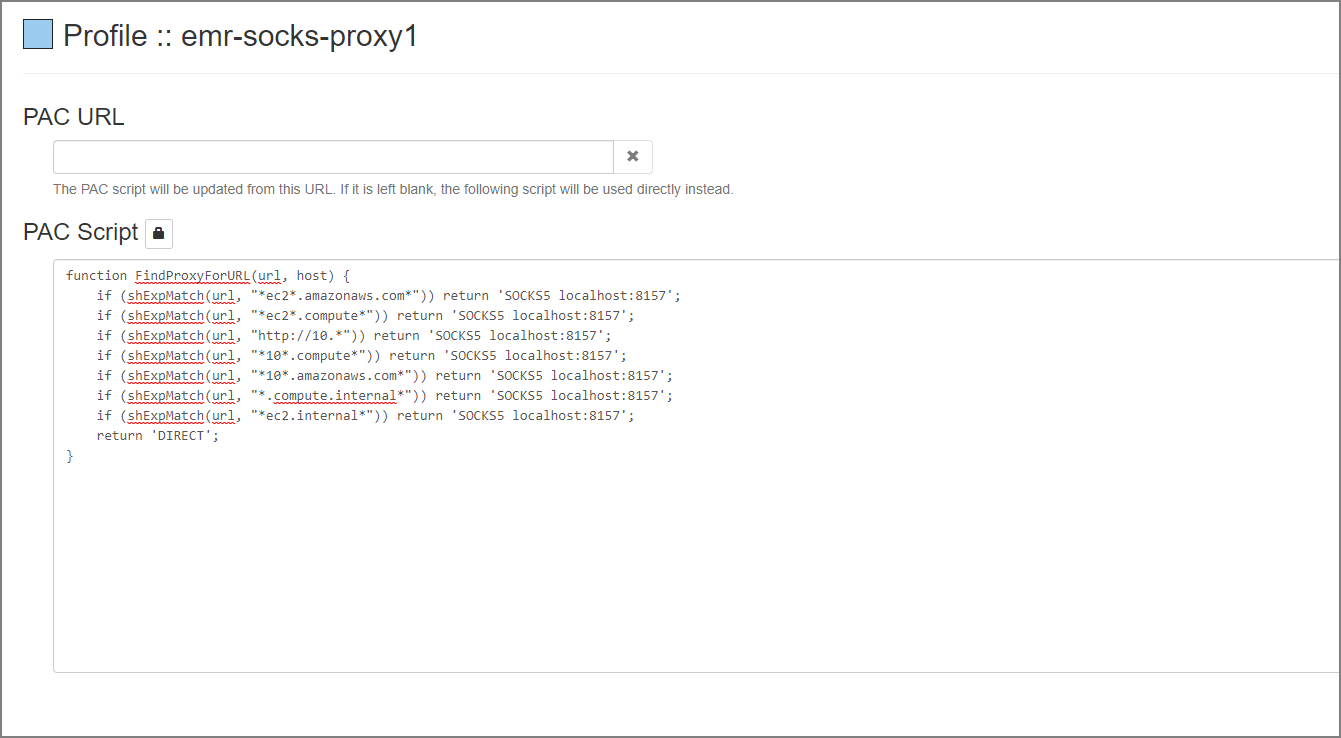 Profile :: emr-socks-proxy1
PAC URL
The PAC script will be updated from this URL. If it is left blank, the following script will be used directly instead.
PAC Script
function FindProxyForURL(url, host) {
    if (shExpMatch(url, "*ec2*.amazonaws.com*")) return 'SOCKS5 localhost:8157';
    if (shExpMatch(url, "*ec2*.compute*")) return 'SOCKS5 localhost:8157';
    if (shExpMatch(url, "http://10.*")) return 'SOCKS5 localhost:8157';
    if (shExpMatch(url, "*10*.compute*")) return 'SOCKS5 localhost:8157';
    if (shExpMatch(url, "*10*.amazonaws.com*")) return 'SOCKS5 localhost:8157';
    if (shExpMatch(url, "*.compute.internal*")) return 'SOCKS5 localhost:8157';
    if (shExpMatch(url, "*ec2.internal*")) return 'SOCKS5 localhost:8157';
    return 'DIRECT';
}